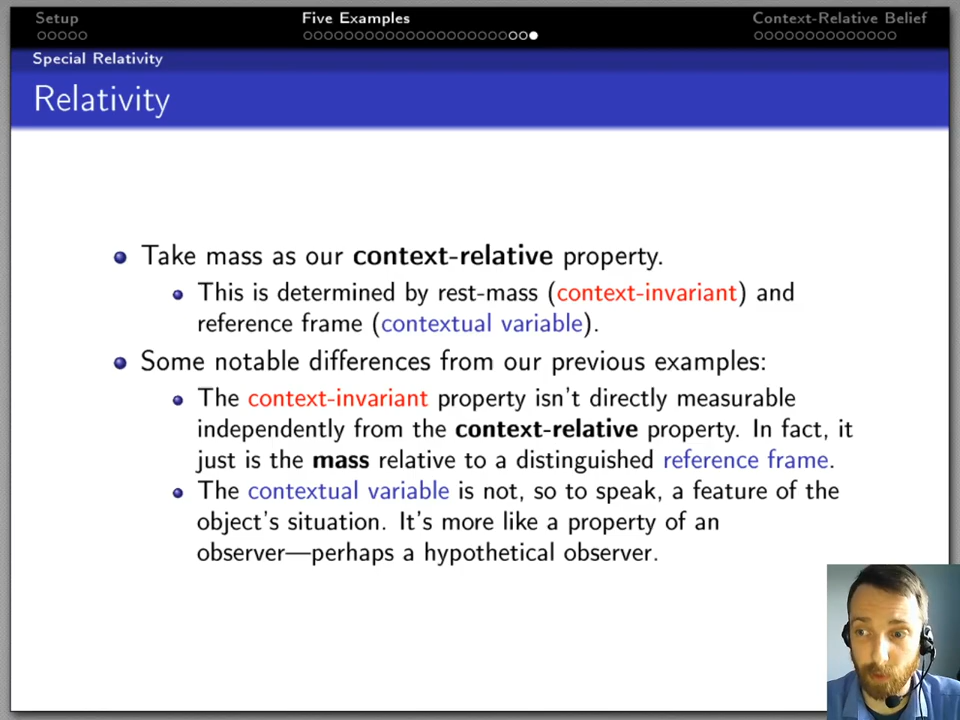 Setup
Five Examples
Context-Relative Belief
Special Relativity
Relativity
Take mass as our context-relative property.
This is determined by rest-mass (context-invariant) and
reference frame (contextual variable).
Some notable differences from our previous examples:
The context-invariant property isn't directly measurable
independently from the context-relative property. In fact, it
just is the mass relative to a distinguished reference frame.
The contextual variable is not, so to speak, a feature of the
object's situation. It's more like a property of an
observer—perhaps a hypothetical observer.